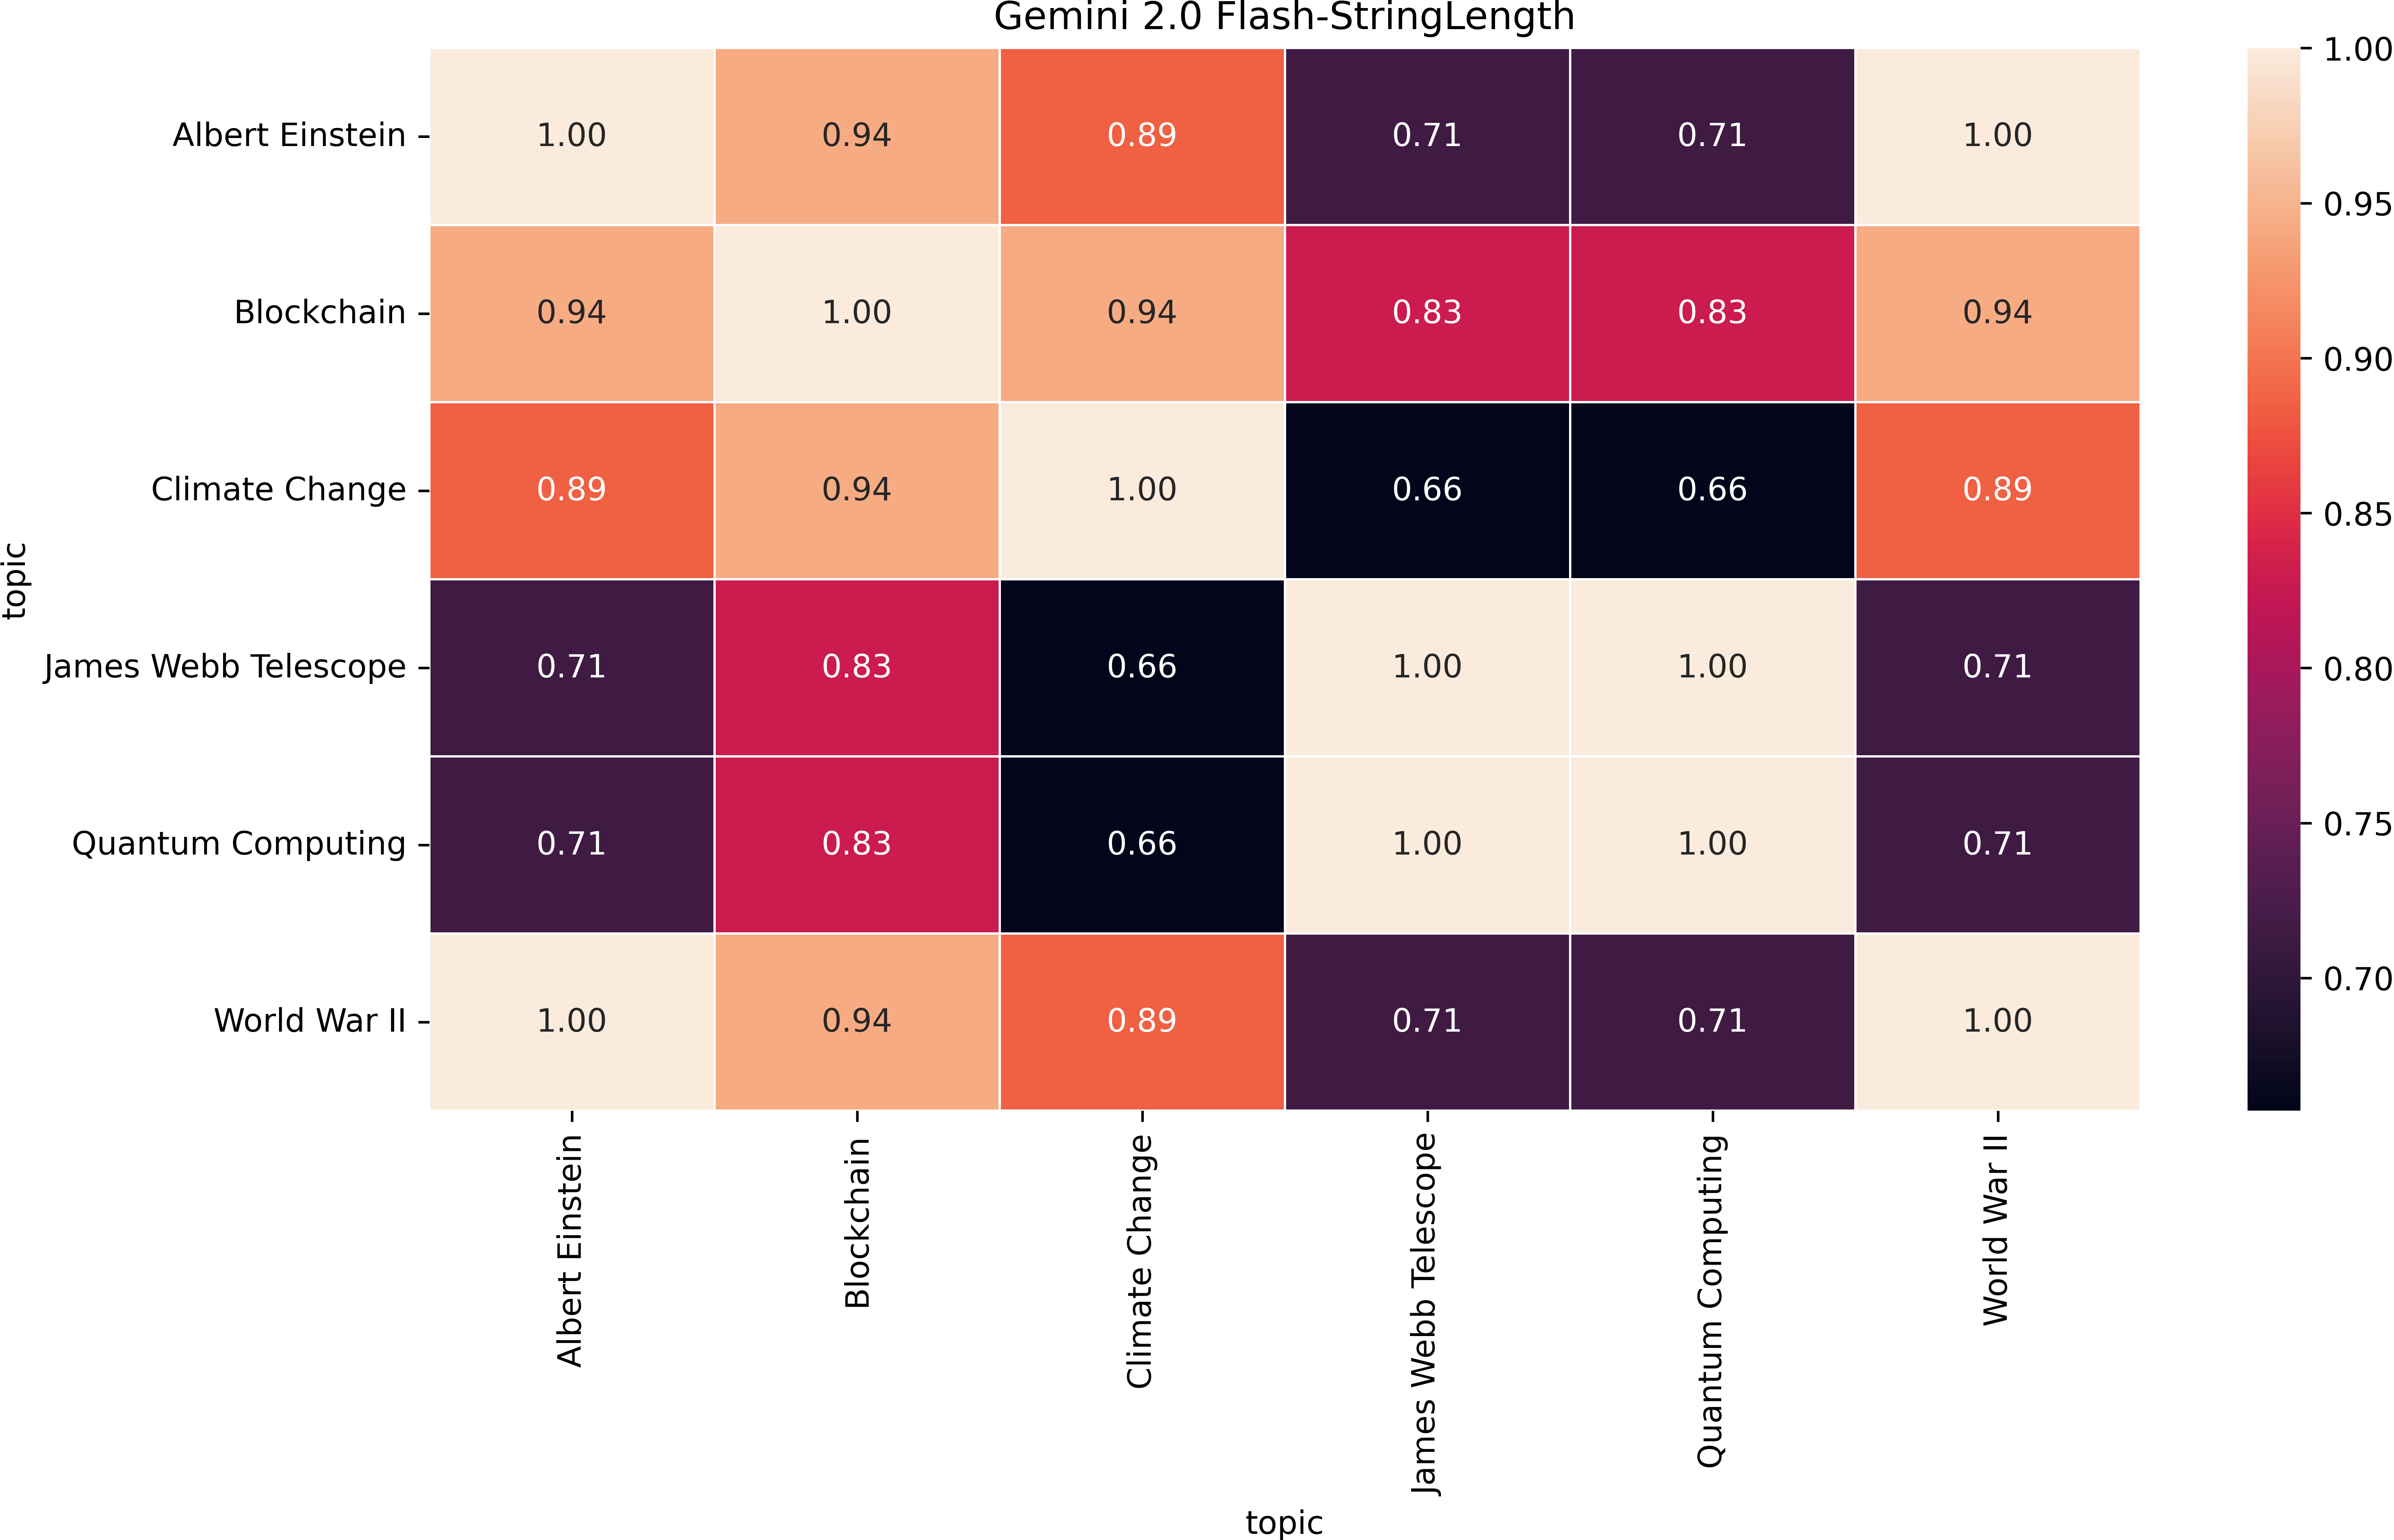 Gemini 2.0 Flash-StringLength
Albert Einstein 1.00 0.94 0.89 0.71 0.71 1.00
Blockchain 0.94 1.00 0.94 0.83 0.83 0.94
Climate Change 0.89 0.94 1.00 0.66 0.66 0.89
James Webb Telescope 0.71 0.83 0.66 1.00 1.00 0.71
Quantum Computing 0.71 0.83 0.66 1.00 1.00 0.71
World War II 1.00 0.94 0.89 0.71 0.71 1.00
topic
Albert Einstein
Blockchain
Climate Change
James Webb Telescope
Quantum Computing
World War II
topic
1.00
0.95
0.90
0.85
0.80
0.75
0.70